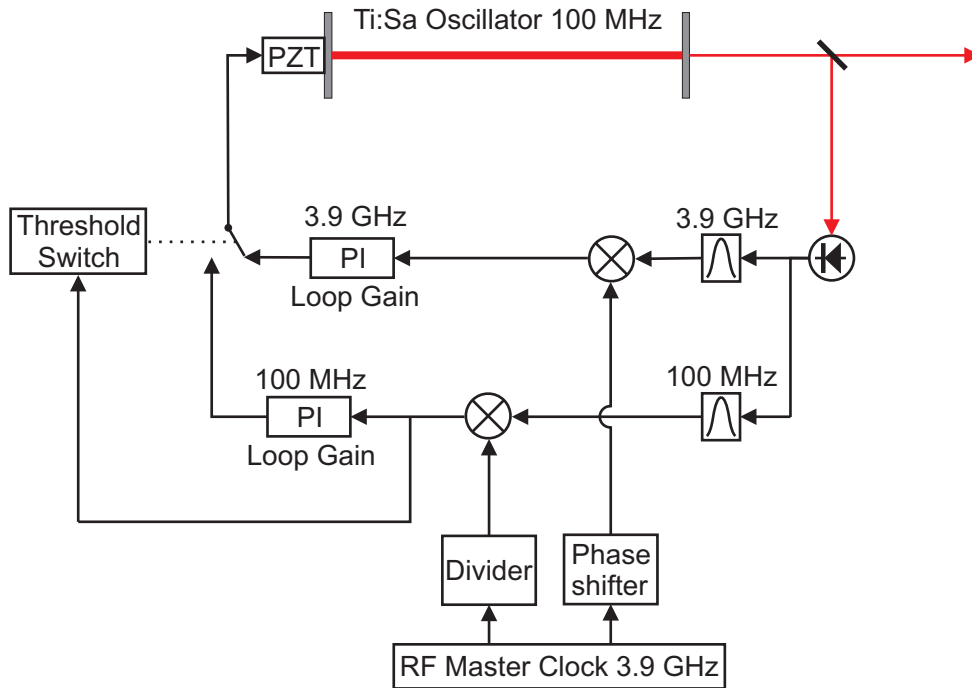 Ti:Sa Oscillator 100 MHz
PZT
Threshold
Switch
3.9 GHz
PI
Loop Gain
3.9 GHz
100 MHz
PI
Loop Gain
100 MHz
Divider
Phase
shifter
RF Master Clock 3.9 GHz